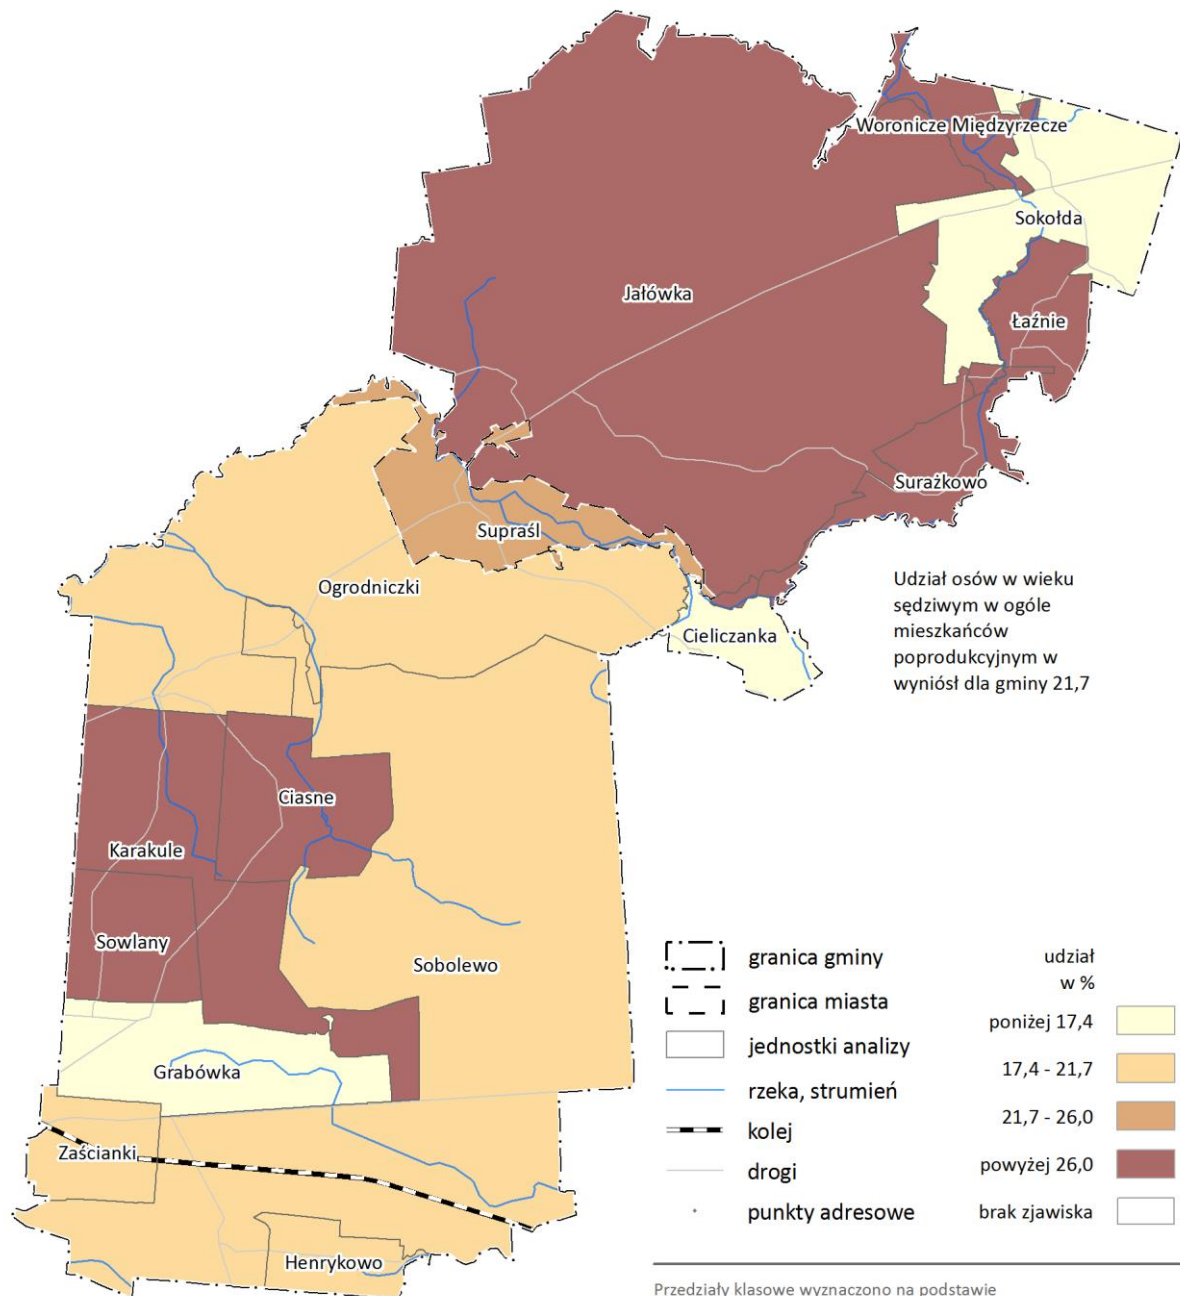 Woronicze Międzyrzecze
Sokołda
Jałówka
Łaźnie
Surażkowo
Supraśl
Ogrodniczki
Cieliczanka
Udział osób w wieku
sędziwym w ogóle
mieszkańców
poprodukcyjnym w
wyniósł dla gminy 21,7
Ciasne
Karakule
Sowlany
Sobolewo
Grabówka
Zaścianki
Henrykowo
granica gminy
granica miasta
jednostki analizy
rzeka, strumień
kolej
drogi
punkty adresowe
udział
w %
poniżej 17,4
17,4 - 21,7
21,7 - 26,0
powyżej 26,0
brak zjawiska
Przedziały klasowe wyznaczono na podstawie